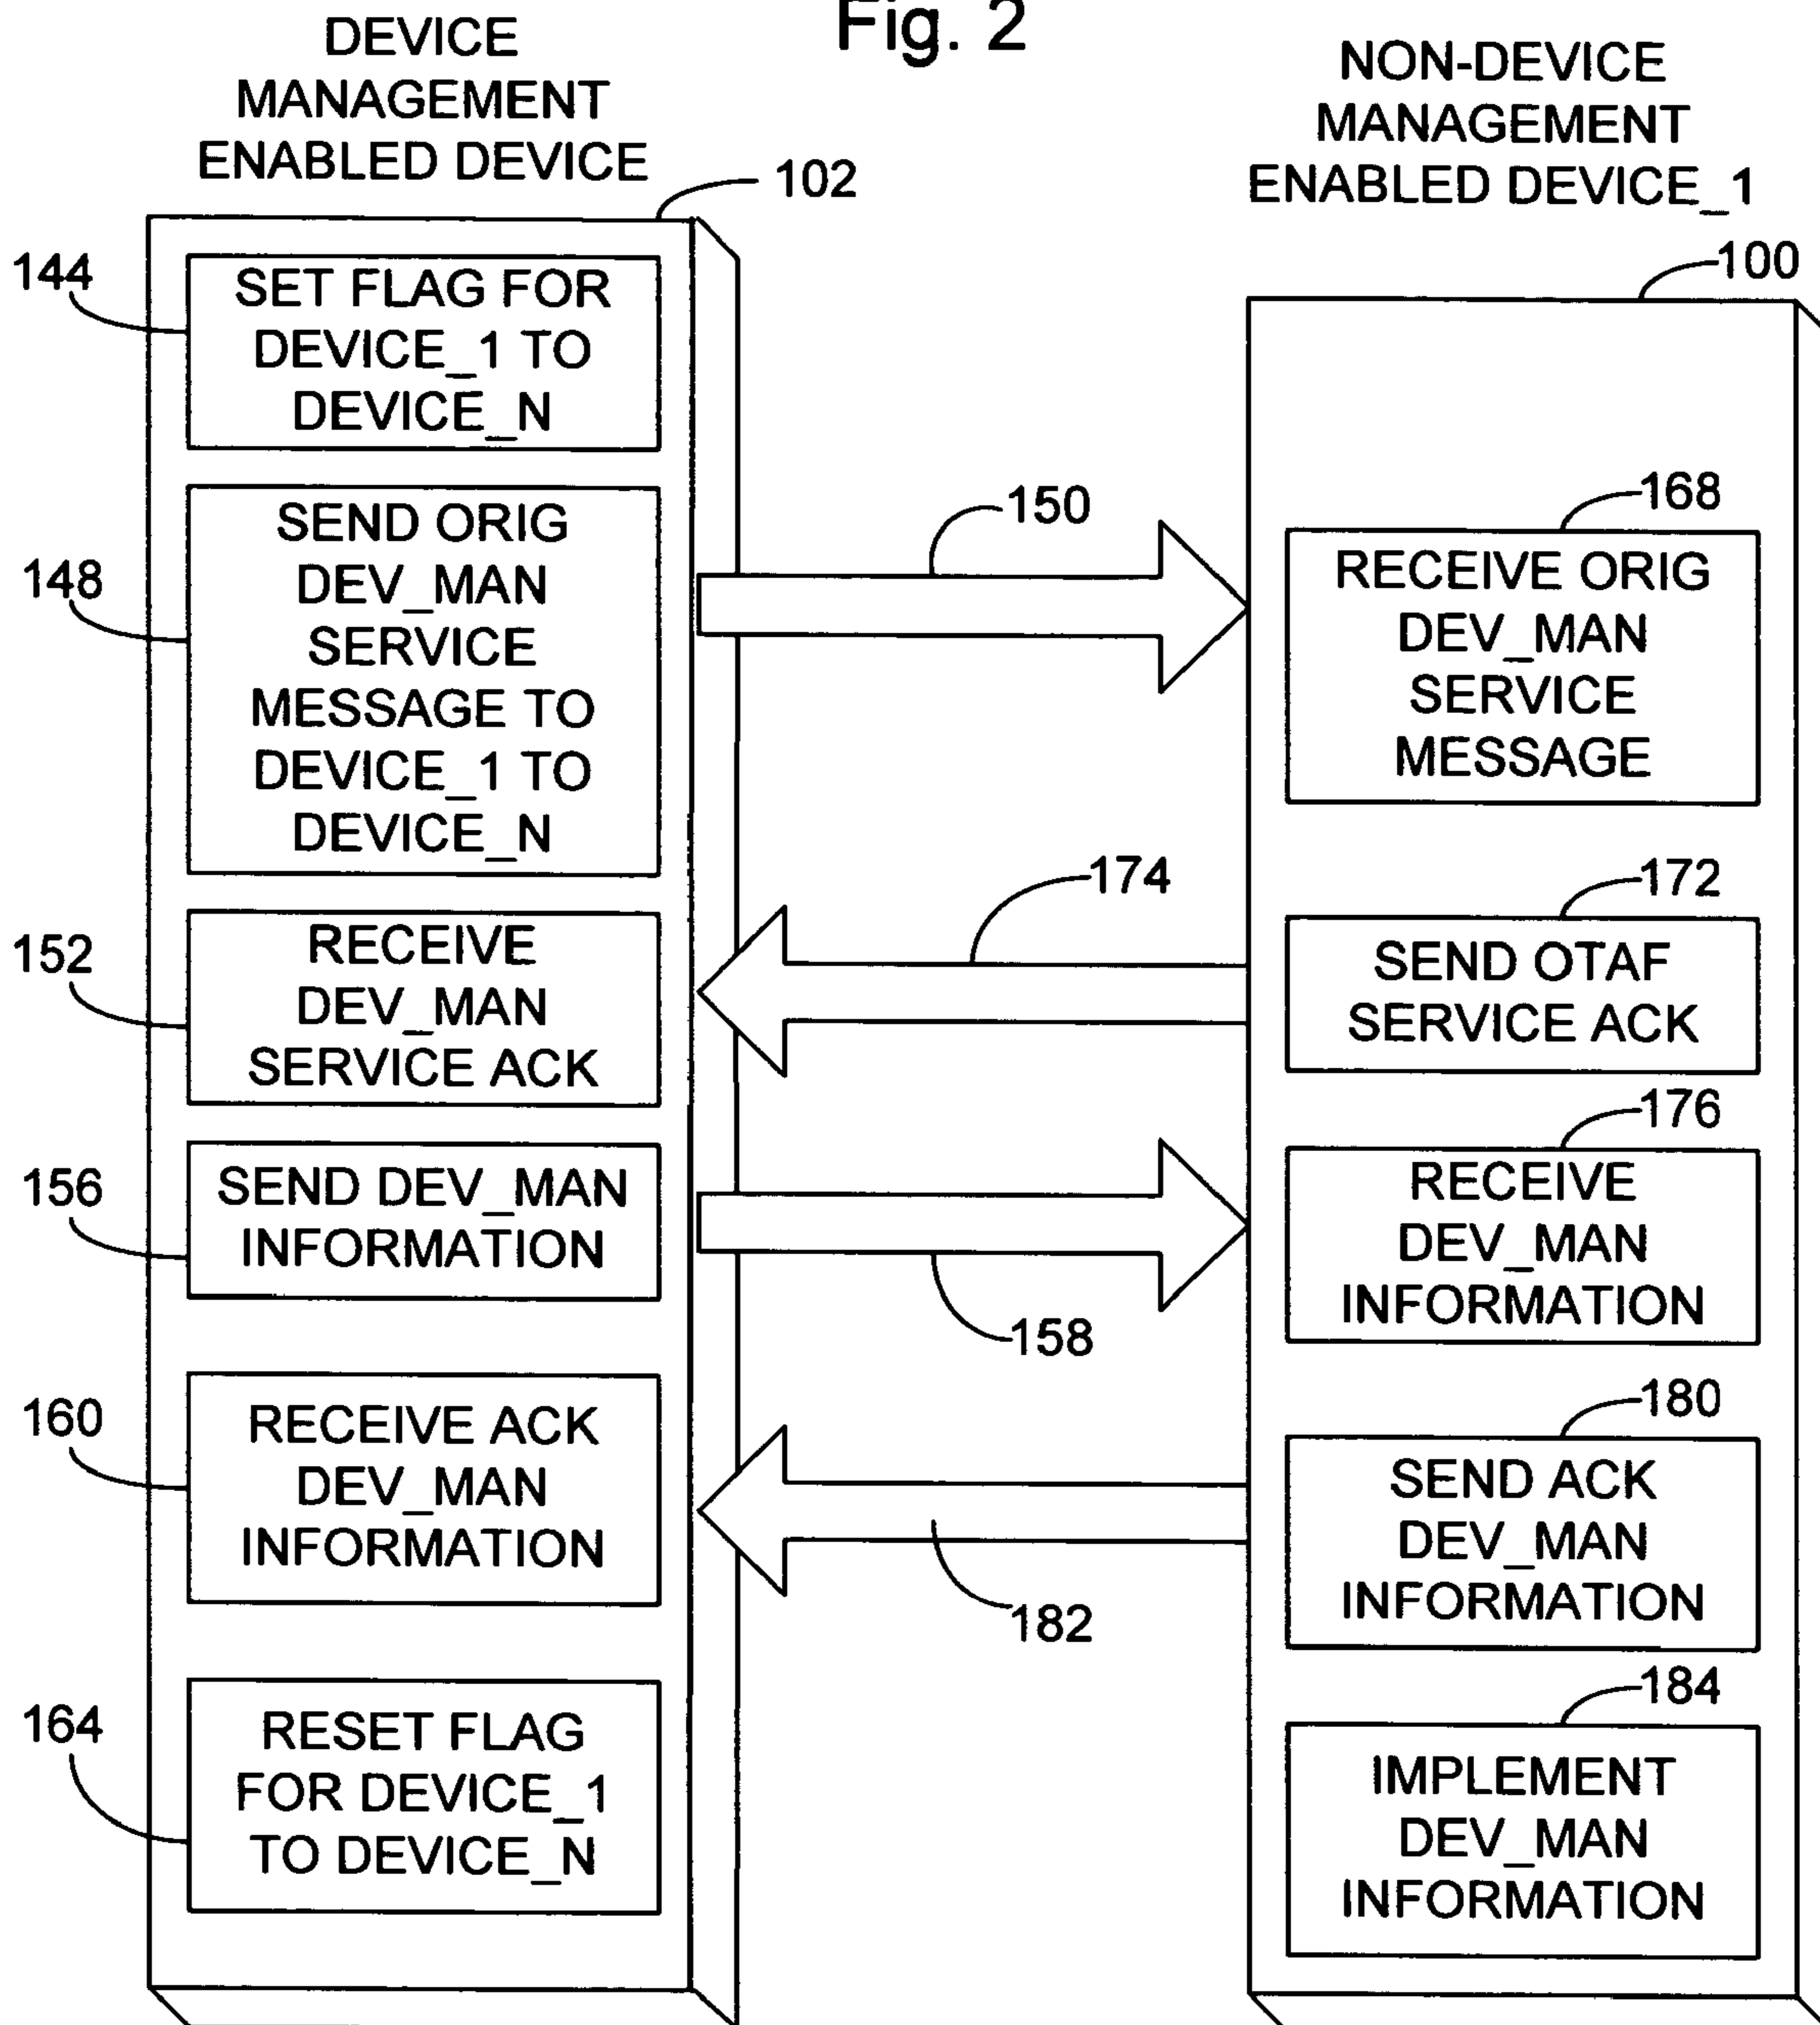 Fig. 2
DEVICE
MANAGEMENT
ENABLED DEVICE
102
144
SET FLAG FOR
DEVICE_1 TO
DEVICE_N
148
SEND ORIG
DEV_MAN
SERVICE
MESSAGE TO
DEVICE_1 TO
DEVICE_N
152
RECEIVE
DEV_MAN
SERVICE ACK
156
SEND DEV_MAN
INFORMATION
160
RECEIVE ACK
DEV_MAN
INFORMATION
164
RESET FLAG
FOR DEVICE_1
TO DEVICE_N
150
174
158
182
NON-DEVICE
MANAGEMENT
ENABLED DEVICE_1
100
168
RECEIVE ORIG
DEV_MAN
SERVICE
MESSAGE
172
SEND OTAF
SERVICE ACK
176
RECEIVE
DEV_MAN
INFORMATION
180
SEND ACK
DEV_MAN
INFORMATION
184
IMPLEMENT
DEV_MAN
INFORMATION